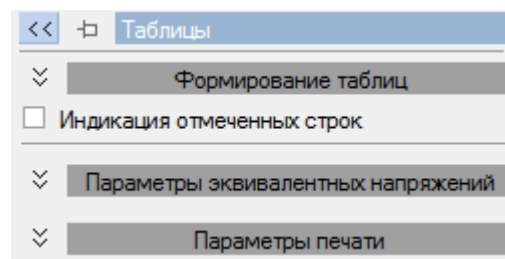 << Таблицы
Формирование таблиц
Индикация отмеченных строк
Параметры эквивалентных напряжений
Параметры печати